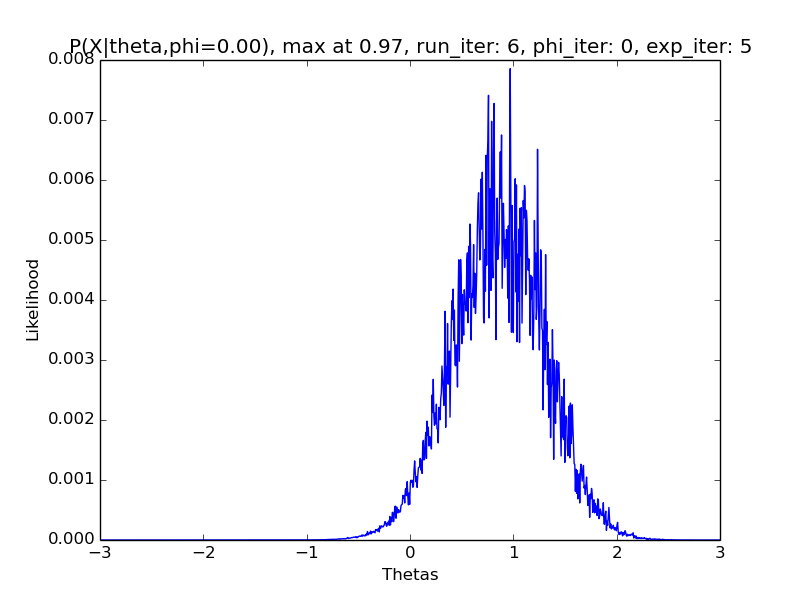 P(X|theta,phi=0.00), max at 0.97, run_iter: 6, phi_iter: 0, exp_iter: 5
0.008
0.007
0.006
0.005
0.004
0.003
0.002
0.001
0.000
Likelihood
−3 −2 −1 0 1 2 3
Thetas